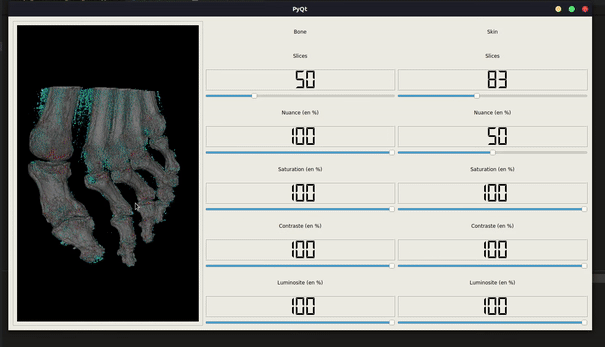 PyQt
Bone
Skin
Slices
Slices
50
83
Nuance (en %)
Nuance (en %)
100
50
Saturation (en %)
Saturation (en %)
100
100
Contraste (en %)
Contraste (en %)
100
100
Luminosite (en %)
Luminosite (en %)
100
100